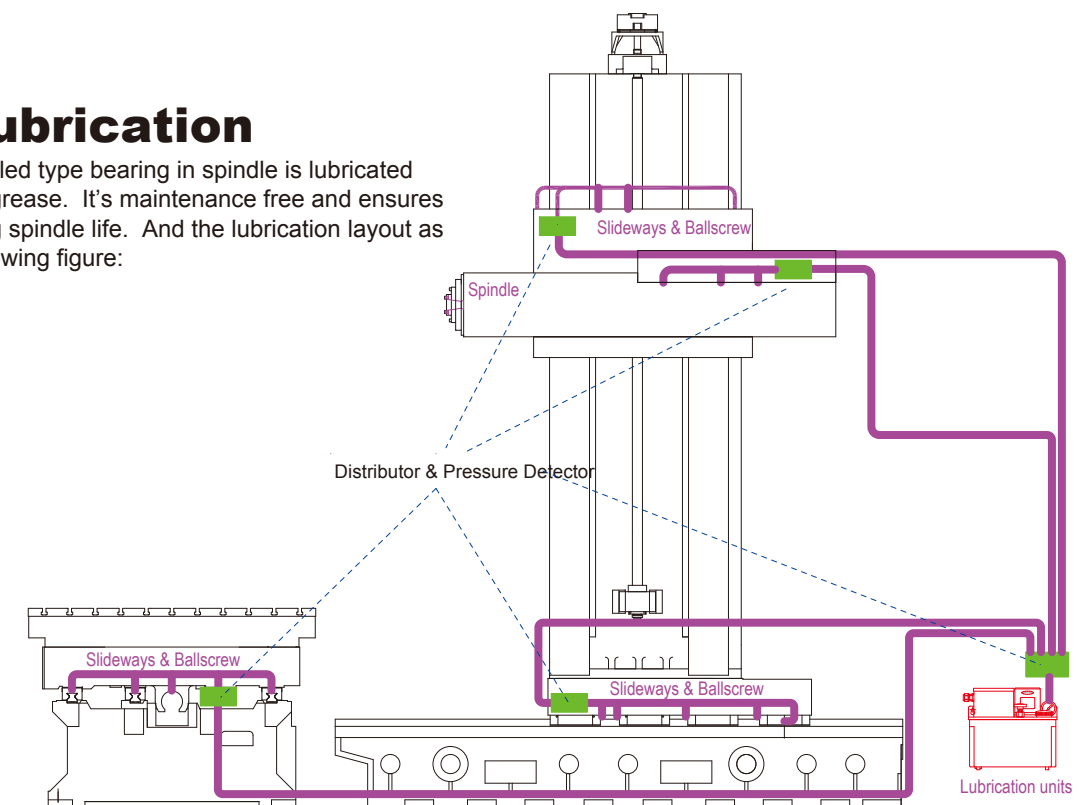 ubrication
led type bearing in spindle is lubricated
grease. It's maintenance free and ensures
g spindle life. And the lubrication layout as
wing figure:
Slideways & Ballscrew
Spindle
Distributor & Pressure Detector
Slideways & Ballscrew
Slideways & Ballscrew
Lubrication units